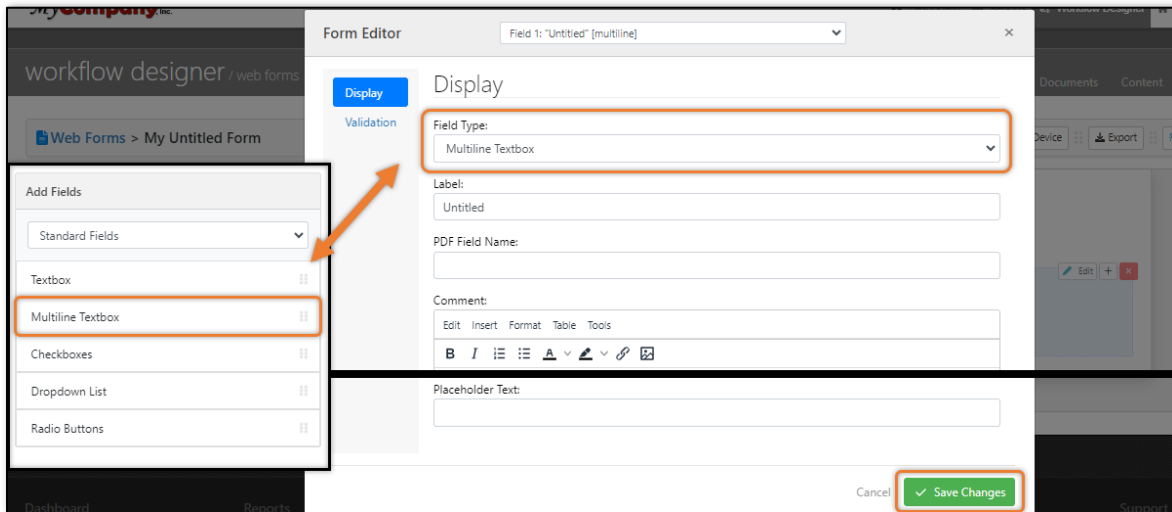 MyCompany, Inc.
Workflow Designer
Form Editor
Field 1: "Untitled" [multiline]
×
workflow designer / web forms
Documents Content
Display
Validation
Display
Web Forms > My Untitled Form
Device
Export
Field Type:
Multiline Textbox
Add Fields
Standard Fields
Textbox
Multiline Textbox
Checkboxes
Dropdown List
Radio Buttons
Label:
Untitled
PDF Field Name:
Comment:
Edit Insert Format Table Tools
B I A
Placeholder Text:
Edit + ×
Cancel
Save Changes
Dashboard
Reports
Support